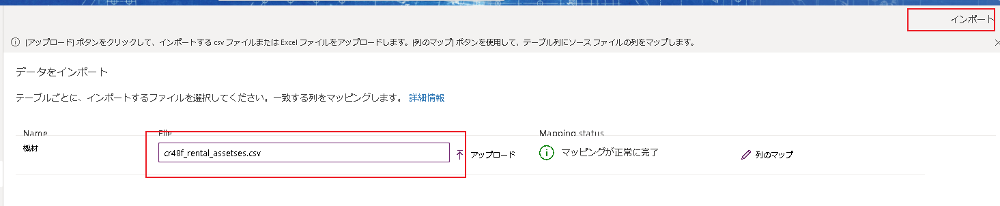 インポート
[アップロード] ボタンをクリックして、インポートする csv ファイルまたは Excel ファイルをアップロードします。[列のマップ] ボタンを使用して、テーブル列にソース ファイルの列をマップします。
データをインポート
テーブルごとに、インポートするファイルを選択してください。一致する列をマッピングします。 詳細情報
Name File Mapping status
機材 cr48f_rental_assetses.csv アップロード マッピングが正常に完了 列のマップ